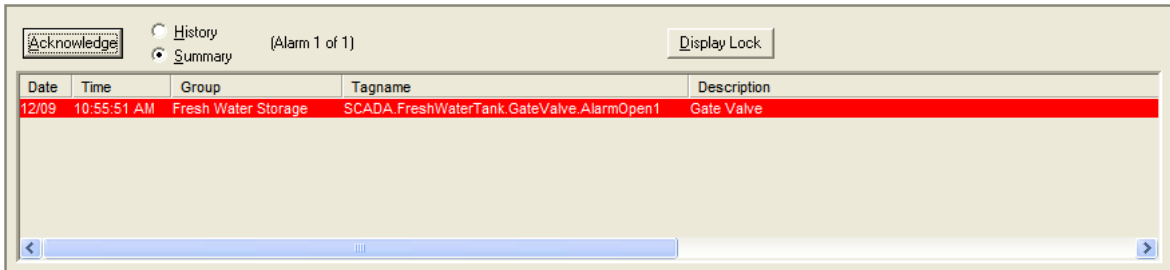 Acknowledge
History
Summary
(Alarm 1 of 1)
Display Lock
Date Time Group Tagname Description
12/09 10:55:51 AM Fresh Water Storage SCADA.FreshWaterTank.GateValve.AlarmOpen1 Gate Valve